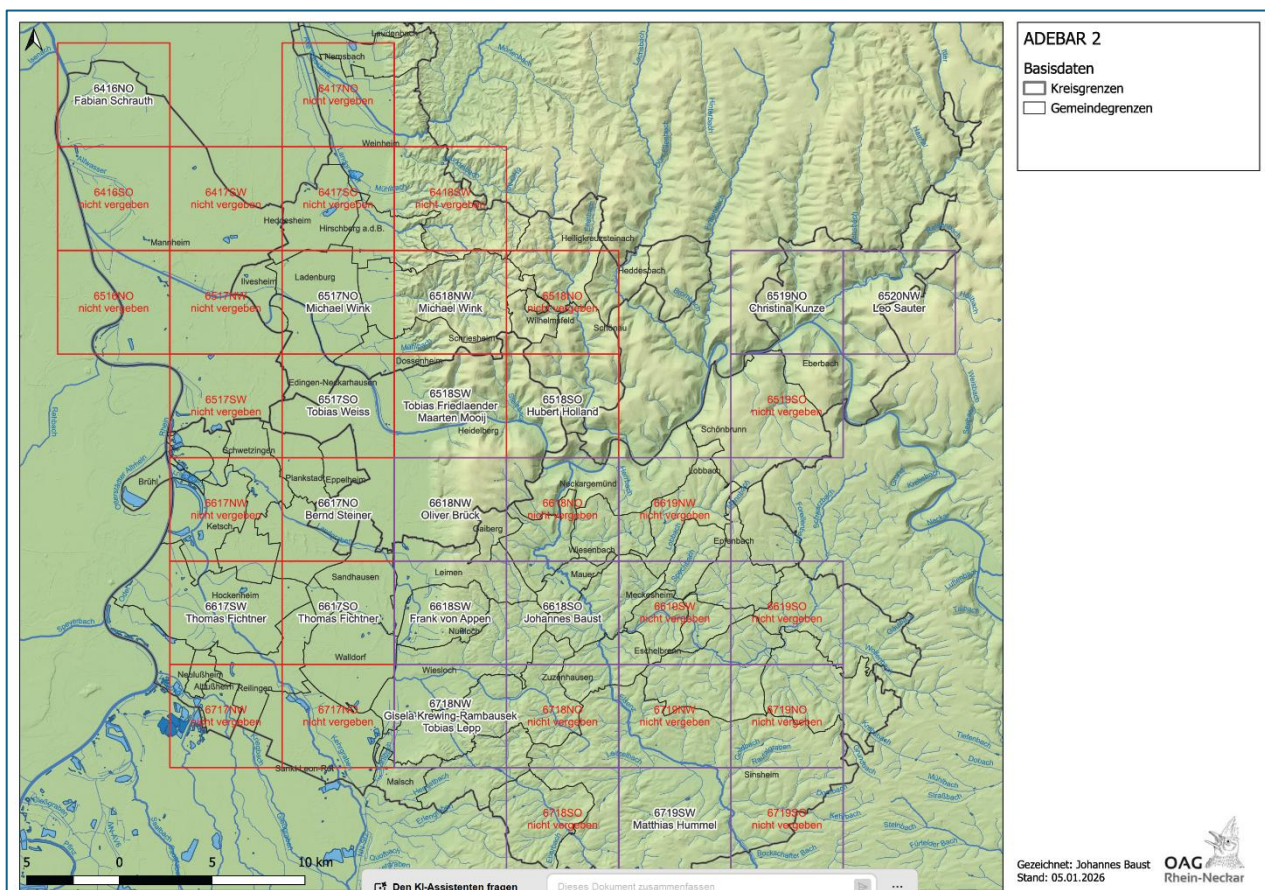 ADEBAR 2
Basisdaten
Kreisgrenzen
Gemeindegrenzen
Laudenbach
Hemsbach
6416NO
Fabian Schrauth
6417NO
nicht vergeben
Weinheim
6416SO
nicht vergeben
6417SW
nicht vergeben
6417SO
nicht vergeben
6418SW
nicht vergeben
Heddesheim
Hirschberg a.d.B.
Mannheim
Heiligkreuzsteinach
Heddesbach
Ilvesheim
Ladenburg
6516NO
nicht vergeben
6517NW
nicht vergeben
6517NO
Michael Wink
6518NW
Michael Wink
6518NO
nicht vergeben
6519NO
Christina Kunze
6520NW
Leo Sauter
Wilhelmsfeld
Schönau
Schriesheim
Dossenheim
Eberbach
Edingen-Neckarhausen
6517SW
nicht vergeben
6517SO
Tobias Weiss
6518SW
Tobias Friedlaender
Maarten Mooij
6518SO
Hubert Holland
6519SO
nicht vergeben
Heidelberg
Schönbrunn
Schwetzingen
Plankstadt
Eppelheim
Brühl
Neckargemünd
Lobbach
6617NW
nicht vergeben
6617NO
Bernd Steiner
6618NW
Oliver Brück
6618NO
nicht vergeben
6619NW
nicht vergeben
Ketsch
Gaiberg
Wiesenbach
Epfenbach
Sandhausen
Leimen
Mauer
Meckesheim
Hockenheim
6617SW
Thomas Fichtner
6617SO
Thomas Fichtner
6618SW
Frank von Appen
6618SO
Johannes Baust
6619SW
nicht vergeben
6619SO
nicht vergeben
Nußloch
Eschelbronn
Walldorf
Wiesloch
Zuzenhausen
Neulußheim
Altlußheim
Reilingen
6717NW
nicht vergeben
6717NO
nicht vergeben
6718NW
Gisela Krewing-Rambausek
Tobias Lepp
6718NO
nicht vergeben
6719NW
nicht vergeben
6719NO
nicht vergeben
Sankt Leon-Rot
Malsch
Sinsheim
6718SO
nicht vergeben
6719SW
Matthias Hummel
6719SO
nicht vergeben
5 0 5 10 km
Den KI-Assistenten fragen
Dieses Dokument zusammenfassen
Gezeichnet: Johannes Baust
Stand: 05.01.2026
OAG
Rhein-Neckar